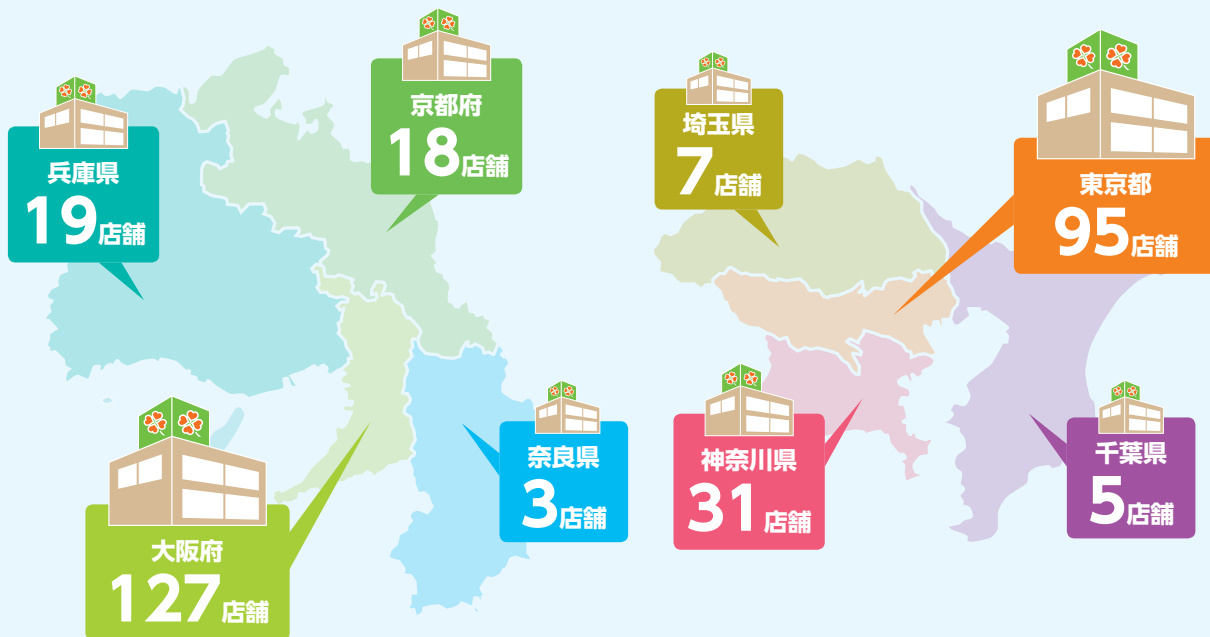 京都府
18店舗
兵庫県
19店舗
大阪府
127店舗
奈良県
3店舗
埼玉県
7店舗
東京都
95店舗
神奈川県
31店舗
千葉県
5店舗